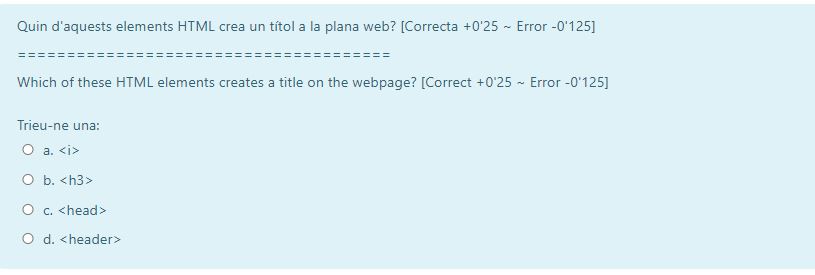 Quin d'aquests elements HTML crea un títol a la plana web? [Correcta +0'25 ~ Error -0'125]
========================================
Which of these HTML elements creates a title on the webpage? [Correct +0'25 ~ Error -0'125]
Trieu-ne una:
a. <i>
b. <h3>
c. <head>
d. <header>